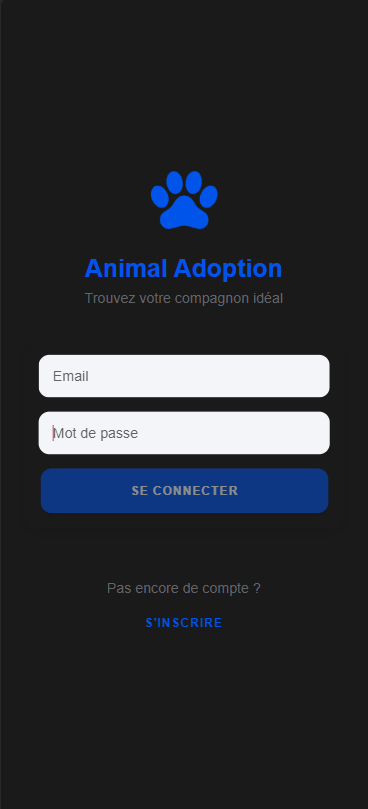 Animal Adoption
Trouvez votre compagnon idéal
Email
Mot de passe
SE CONNECTER
Pas encore de compte ?
S'INSCRIRE